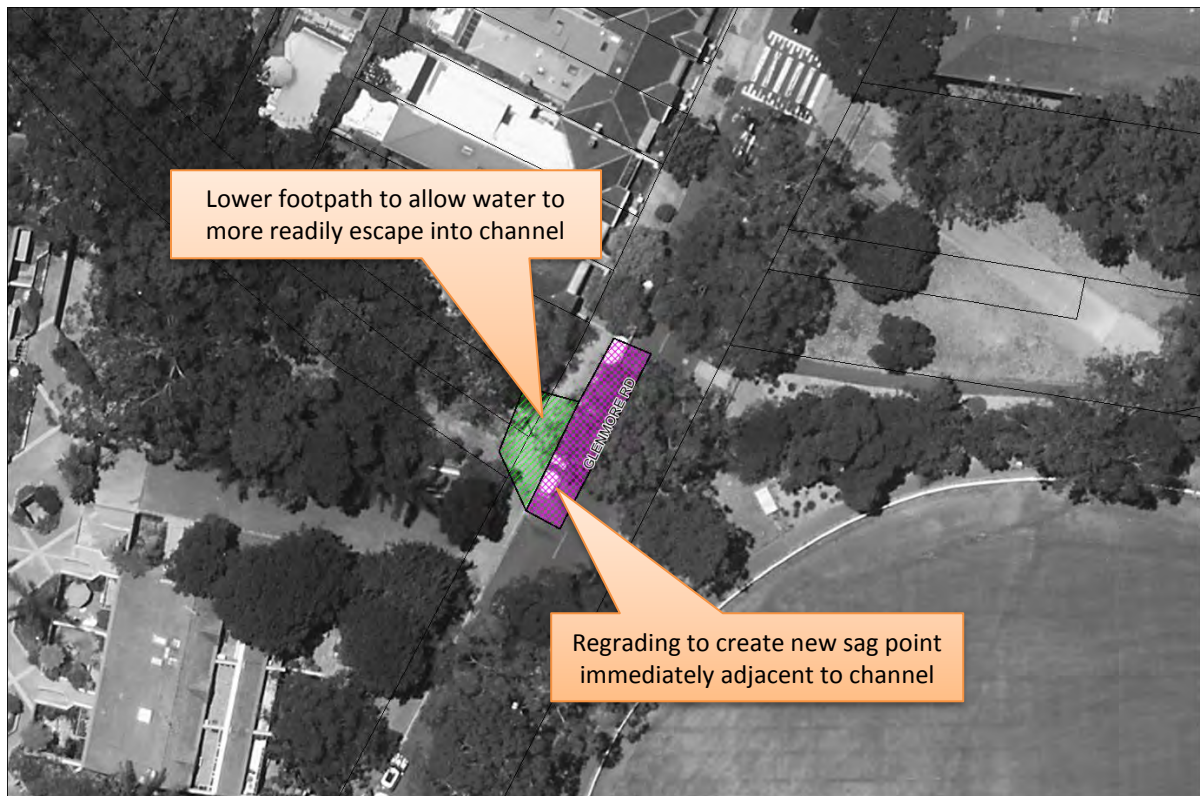 Lower footpath to allow water to
more readily escape into channel
GLENMORE RD
Regrading to create new sag point
immediately adjacent to channel